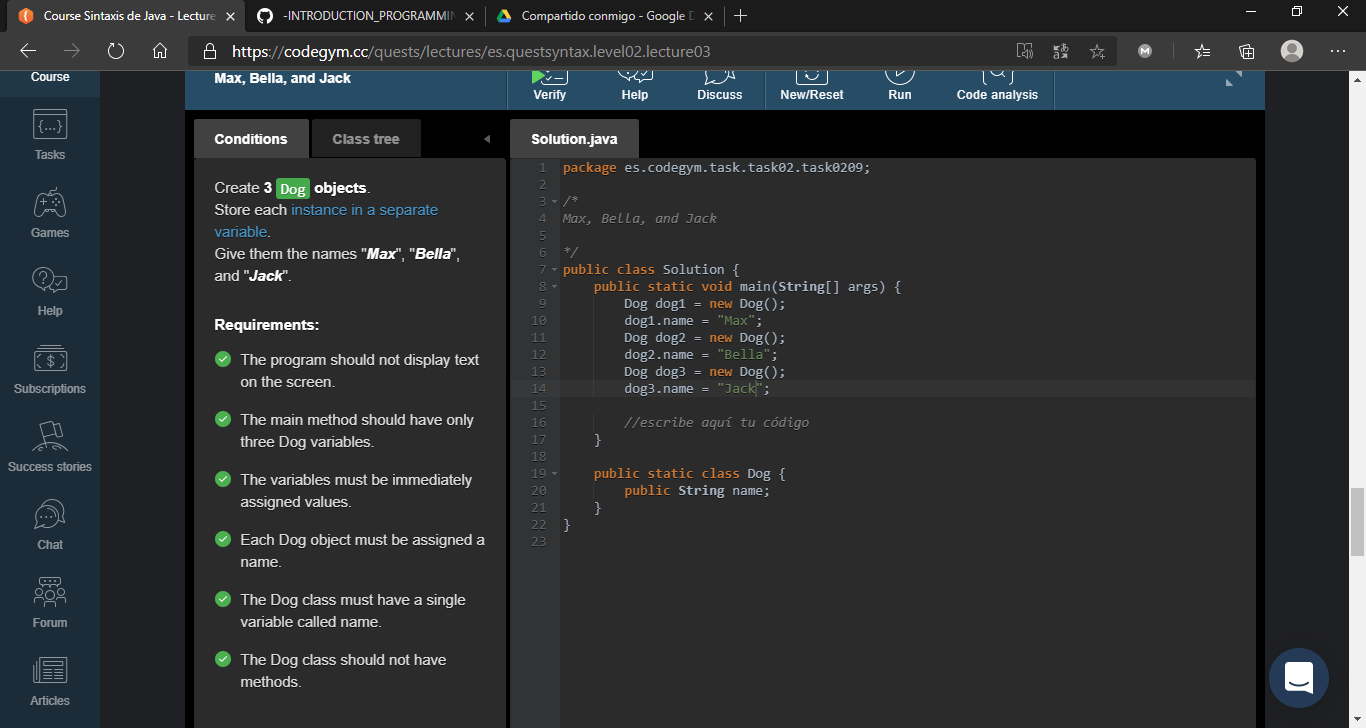 Course Sintaxis de Java - Lecture
-INTRODUCTION_PROGRAMMIN
Compartido conmigo - Google D
https://codegym.cc/quests/lectures/es.questsyntax.level02.lecture03
Course
Tasks
Games
Help
Subscriptions
Success stories
Chat
Forum
Articles
Max, Bella, and Jack
Verify
Help
Discuss
New/Reset
Run
Code analysis
Conditions
Class tree
Create 3 Dog objects.
Store each instance in a separate
variable.
Give them the names "Max", "Bella",
and "Jack".
Requirements:
The program should not display text
on the screen.
The main method should have only
three Dog variables.
The variables must be immediately
assigned values.
Each Dog object must be assigned a
name.
The Dog class must have a single
variable called name.
The Dog class should not have
methods.
Solution.java
1 package es.codegym.task.task02.task0209;
2
3 /*
4 Max, Bella, and Jack
5
6 */
7 public class Solution {
8 public static void main(String[] args) {
9 Dog dog1 = new Dog();
10 dog1.name = "Max";
11 Dog dog2 = new Dog();
12 dog2.name = "Bella";
13 Dog dog3 = new Dog();
14 dog3.name = "Jack";
15
16 //escribe aquí tu código
17 }
18
19 public static class Dog {
20 public String name;
21 }
22 }
23